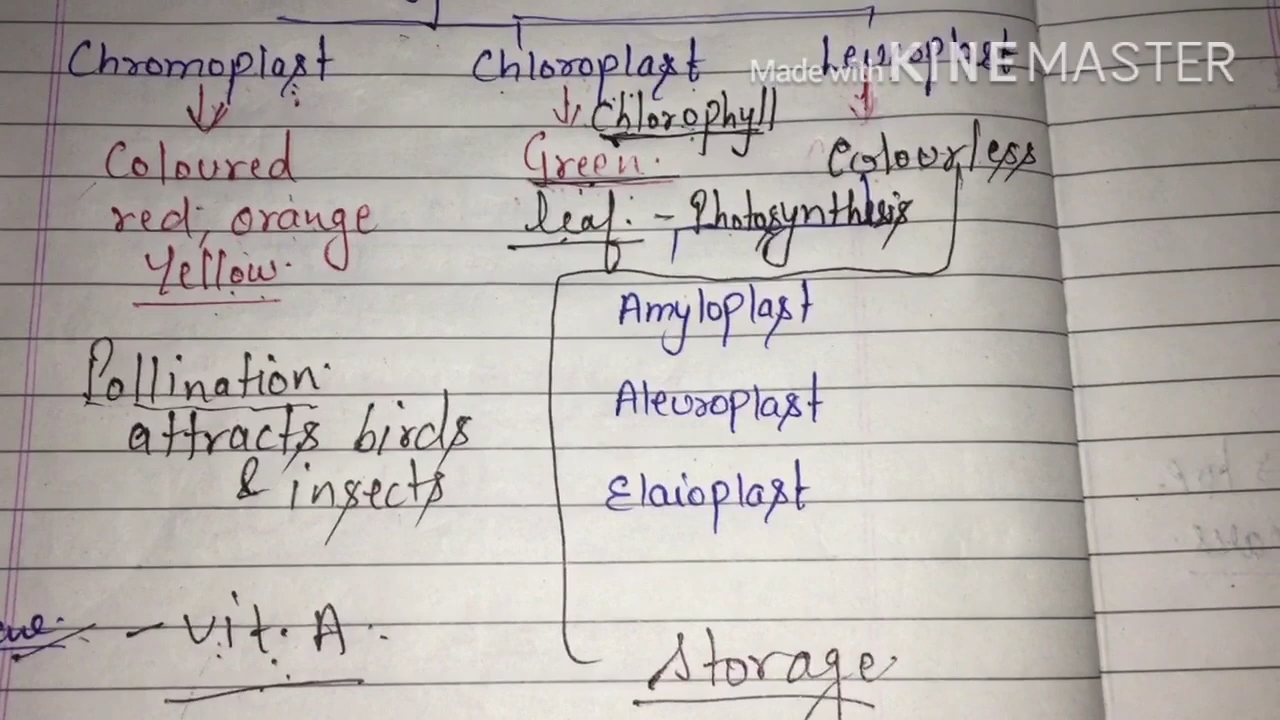 Chromoplast Chloroplast Leucoplast
Made with KINEMASTER
Chlorophyll
Coloured Green. Colourless
red, orange leaf. - Photosynthesis
Yellow.
Amyloplast
Pollination.
attracts birds Aleuroplast
& insects Elaioplast
- vit. A.
Storage